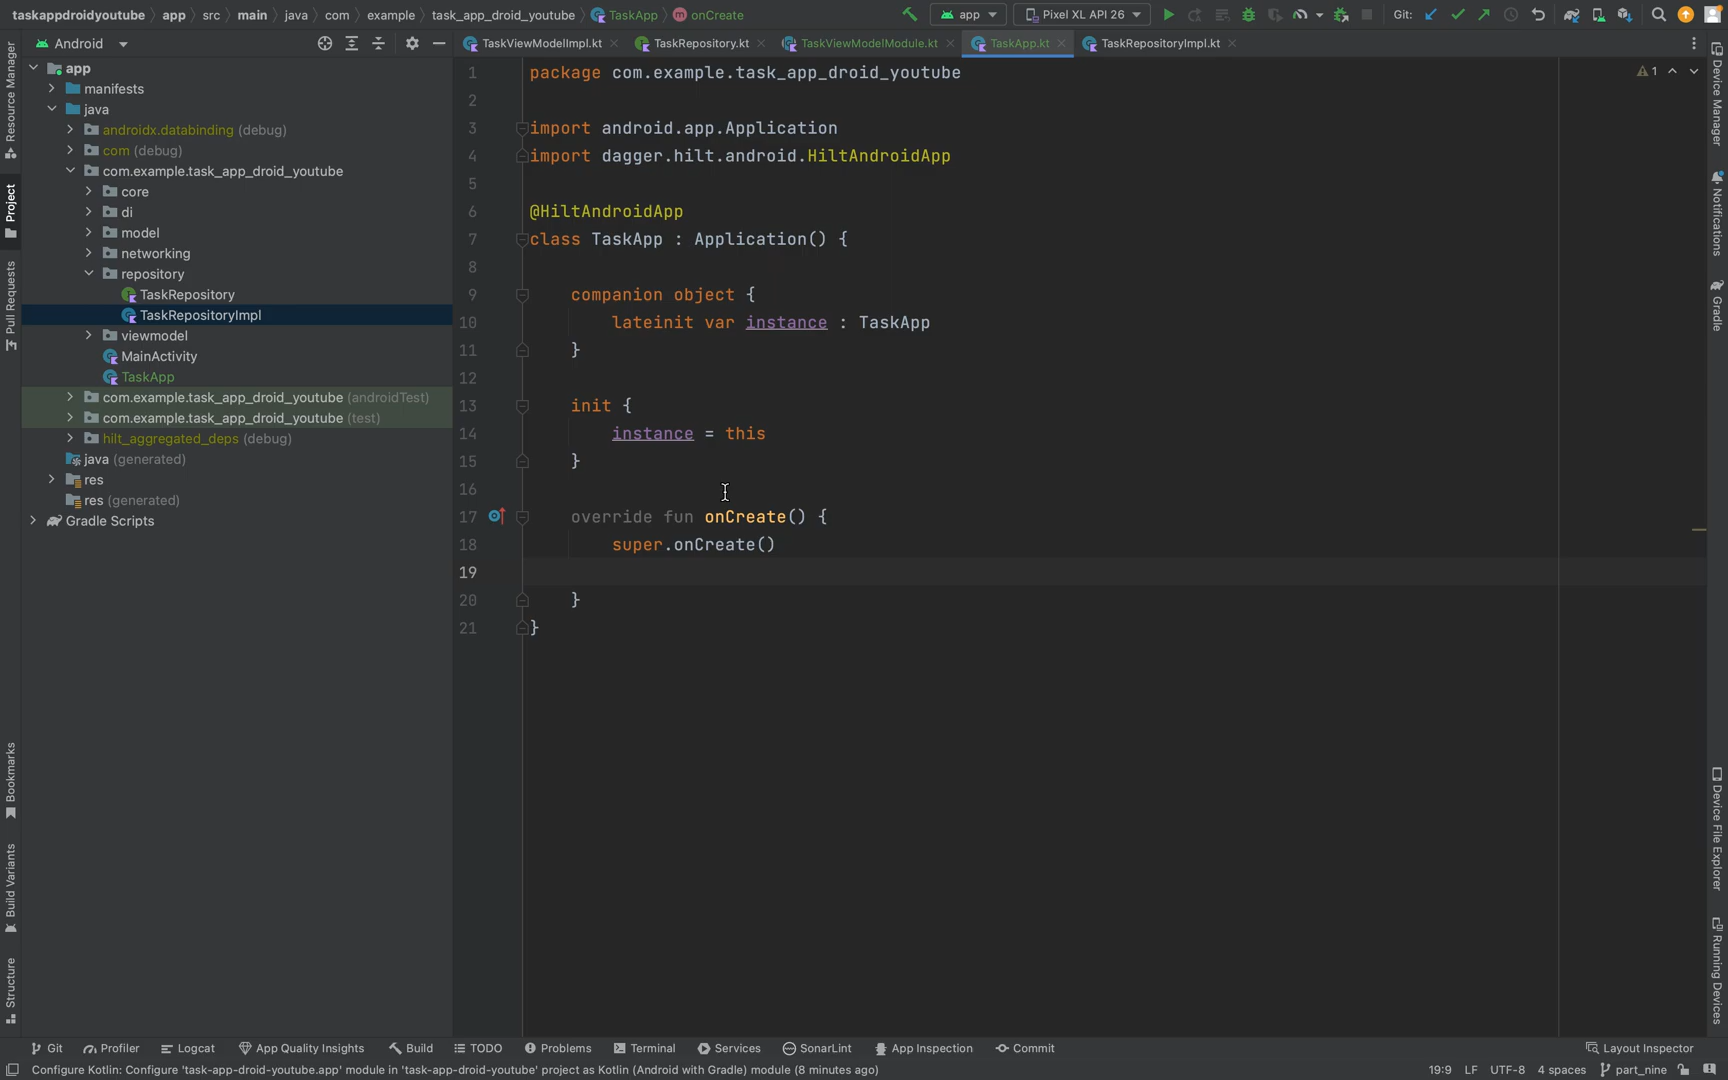 taskappdroidyoutube app src main java com example task_app_droid_youtube TaskApp onCreate app Pixel XL API 26 Git:
Android TaskViewModelImpl.kt TaskRepository.kt TaskViewModelModule.kt TaskApp.kt TaskRepositoryImpl.kt
Resource Manager
Project
Pull Requests
Bookmarks
Build Variants
Structure
app
manifests
java
androidx.databinding (debug)
com (debug)
com.example.task_app_droid_youtube
core
di
model
networking
repository
TaskRepository
TaskRepositoryImpl
viewmodel
MainActivity
TaskApp
com.example.task_app_droid_youtube (androidTest)
com.example.task_app_droid_youtube (test)
hilt_aggregated_deps (debug)
java (generated)
res
res (generated)
Gradle Scripts
1 package com.example.task_app_droid_youtube
2
3 import android.app.Application
4 import dagger.hilt.android.HiltAndroidApp
5
6 @HiltAndroidApp
7 class TaskApp : Application() {
8
9 companion object {
10 lateinit var instance : TaskApp
11 }
12
13 init {
14 instance = this
15 }
16
17 override fun onCreate() {
18 super.onCreate()
19
20 }
21 }
1
Device Manager
Notifications
Gradle
Device File Explorer
Running Devices
Git Profiler Logcat App Quality Insights Build TODO Problems Terminal Services SonarLint App Inspection Commit Layout Inspector
Configure Kotlin: Configure 'task-app-droid-youtube.app' module in 'task-app-droid-youtube' project as Kotlin (Android with Gradle) module (8 minutes ago) 19:9 LF UTF-8 4 spaces part_nine